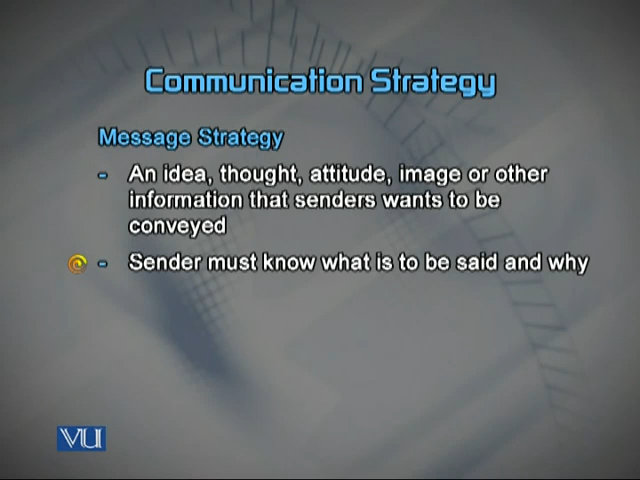 Communication Strategy
Message Strategy
- An idea, thought, attitude, image or other
information that senders wants to be
conveyed
- Sender must know what is to be said and why
VU